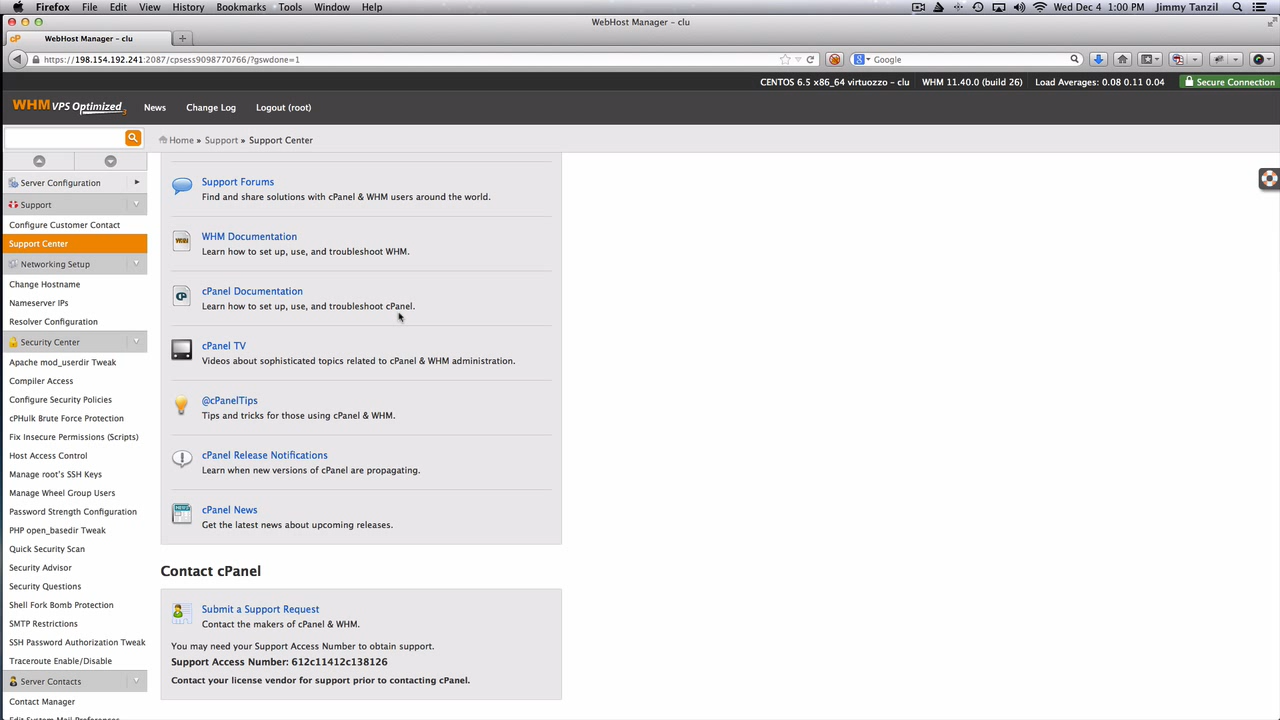 Firefox File Edit View History Bookmarks Tools Window Help Wed Dec 4 1:00 PM Jimmy Tanzil
WebHost Manager – clu
WebHost Manager – clu
https://198.154.192.241:2087/cpsess9098770766/?gswdone=1
Google
CENTOS 6.5 x86_64 virtuozzo – clu WHM 11.40.0 (build 26) Load Averages: 0.08 0.11 0.04 Secure Connection
WHM VPS Optimized News Change Log Logout (root)
Home » Support » Support Center
Server Configuration
Support
Configure Customer Contact
Support Center
Networking Setup
Change Hostname
Nameserver IPs
Resolver Configuration
Security Center
Apache mod_userdir Tweak
Compiler Access
Configure Security Policies
cPHulk Brute Force Protection
Fix Insecure Permissions (Scripts)
Host Access Control
Manage root's SSH Keys
Manage Wheel Group Users
Password Strength Configuration
PHP open_basedir Tweak
Quick Security Scan
Security Advisor
Security Questions
Shell Fork Bomb Protection
SMTP Restrictions
SSH Password Authorization Tweak
Traceroute Enable/Disable
Server Contacts
Contact Manager
Edit System Mail Preferences
Support Forums
Find and share solutions with cPanel & WHM users around the world.
WHM Documentation
Learn how to set up, use, and troubleshoot WHM.
cPanel Documentation
Learn how to set up, use, and troubleshoot cPanel.
cPanel TV
Videos about sophisticated topics related to cPanel & WHM administration.
@cPanelTips
Tips and tricks for those using cPanel & WHM.
cPanel Release Notifications
Learn when new versions of cPanel are propagating.
cPanel News
Get the latest news about upcoming releases.
Contact cPanel
Submit a Support Request
Contact the makers of cPanel & WHM.
You may need your Support Access Number to obtain support.
Support Access Number: 612c11412c138126
Contact your license vendor for support prior to contacting cPanel.